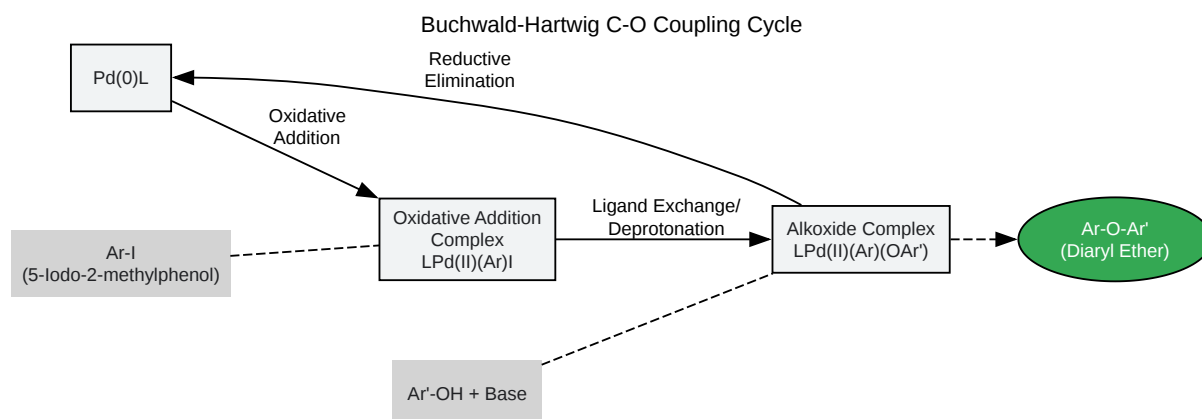 Buchwald-Hartwig C-O Coupling Cycle
Reductive
Elimination
Pd(0)L
Oxidative
Addition
Oxidative Addition
Complex
LPd(II)(Ar)I
Ligand Exchange/
Deprotonation
Alkoxide Complex
LPd(II)(Ar)(OAr')
Ar-O-Ar'
(Diaryl Ether)
Ar-I
(5-Iodo-2-methylphenol)
Ar'-OH + Base